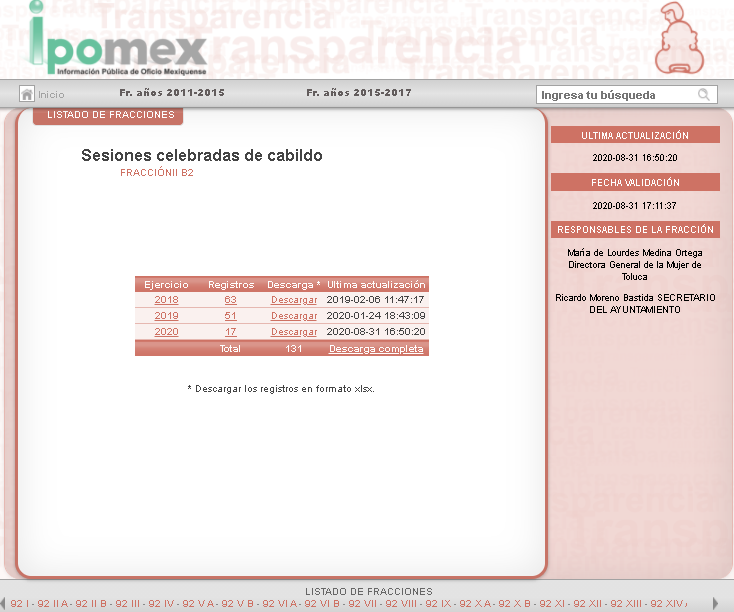 ipomex
Información Pública de Oficio Mexiquense
Transparencia
Inicio
Fr. años 2011-2015
Fr. años 2015-2017
Ingresa tu búsqueda
LISTADO DE FRACCIONES
Sesiones celebradas de cabildo
FRACCIÓNII B2
Ejercicio Registros Descarga * Ultima actualización
2018 63 Descargar 2019-02-06 11:47:17
2019 51 Descargar 2020-01-24 18:43:09
2020 17 Descargar 2020-08-31 16:50:20
Total 131 Descarga completa
* Descargar los registros en formato xlsx.
ULTIMA ACTUALIZACIÓN
2020-08-31 16:50:20
FECHA VALIDACIÓN
2020-08-31 17:11:37
RESPONSABLES DE LA FRACCIÓN
María de Lourdes Medina Ortega
Directora General de la Mujer de
Toluca
Ricardo Moreno Bastida SECRETARIO
DEL AYUNTAMIENTO
LISTADO DE FRACCIONES
92 I - 92 II A - 92 II B - 92 III - 92 IV - 92 V A - 92 V B - 92 VI A - 92 VI B - 92 VII - 92 VIII - 92 IX - 92 X A - 92 X B - 92 XI - 92 XII - 92 XIII - 92 XIV